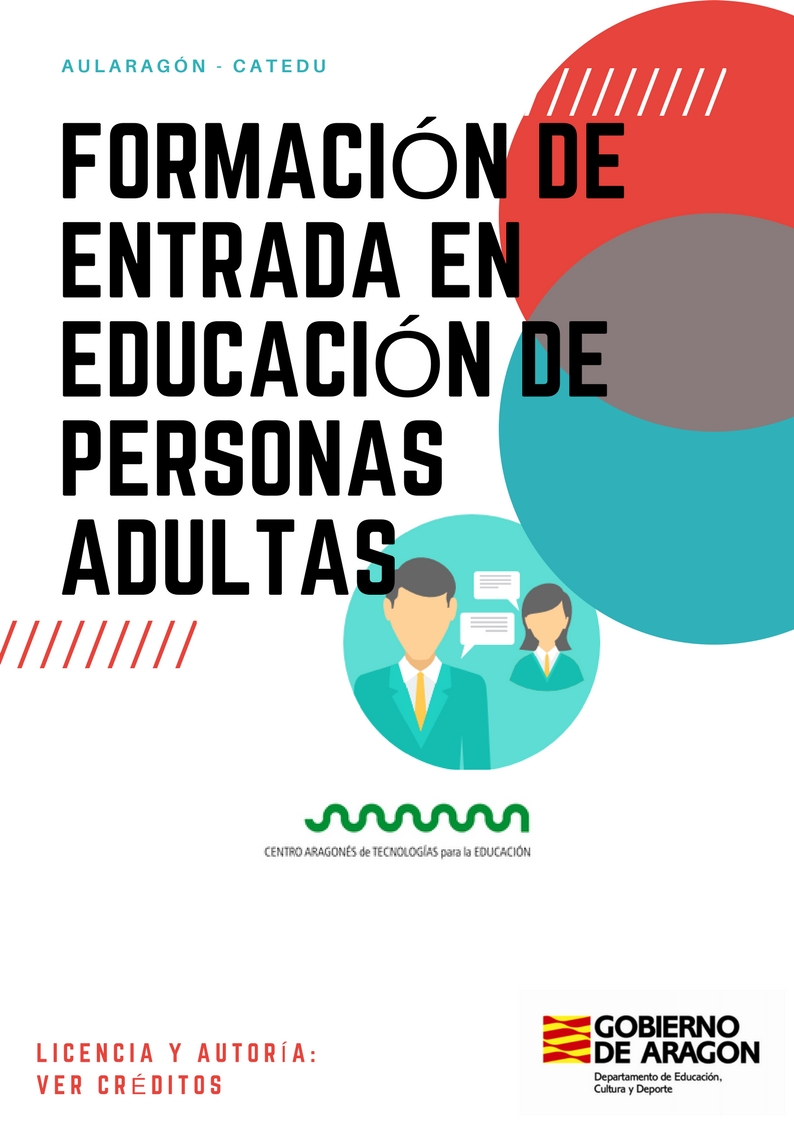 AULARAGÓN - CATEDU
FORMACIÓN DE
ENTRADA EN
EDUCACIÓN DE
PERSONAS
ADULTAS
CENTRO ARAGONÉS de TECNOLOGÍAS para la EDUCACIÓN
LICENCIA Y AUTORÍA:
VER CRÉDITOS
GOBIERNO
DE ARAGON
Departamento de Educación,
Cultura y Deporte